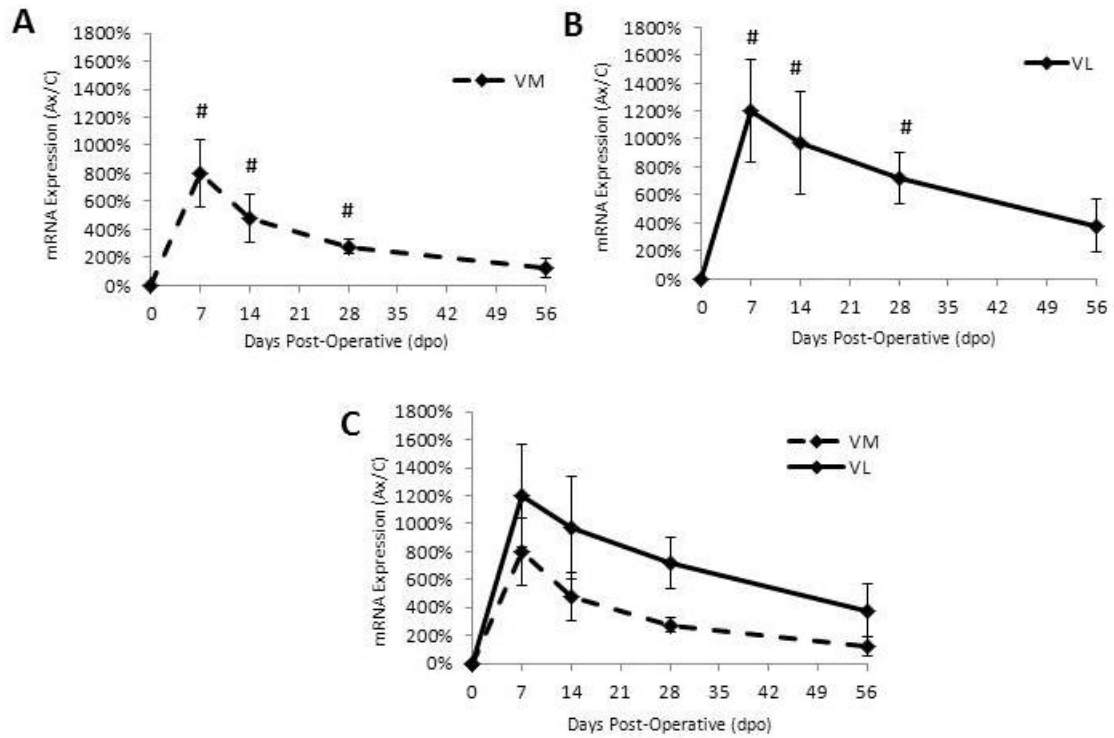 A
mRNA Expression (Ax/C)
1800%
1600%
1400%
1200%
1000%
800%
600%
400%
200%
0%
# # #
VM
0 7 14 21 28 35 42 49 56
Days Post-Operative (dpo)
B
mRNA Expression (Ax/C)
1800%
1600%
1400%
1200%
1000%
800%
600%
400%
200%
0%
# # #
VL
0 7 14 21 28 35 42 49 56
Days Post-Operative (dpo)
C
mRNA Expression (Ax/C)
1800%
1600%
1400%
1200%
1000%
800%
600%
400%
200%
0%
VM
VL
0 7 14 21 28 35 42 49 56
Days Post-Operative (dpo)